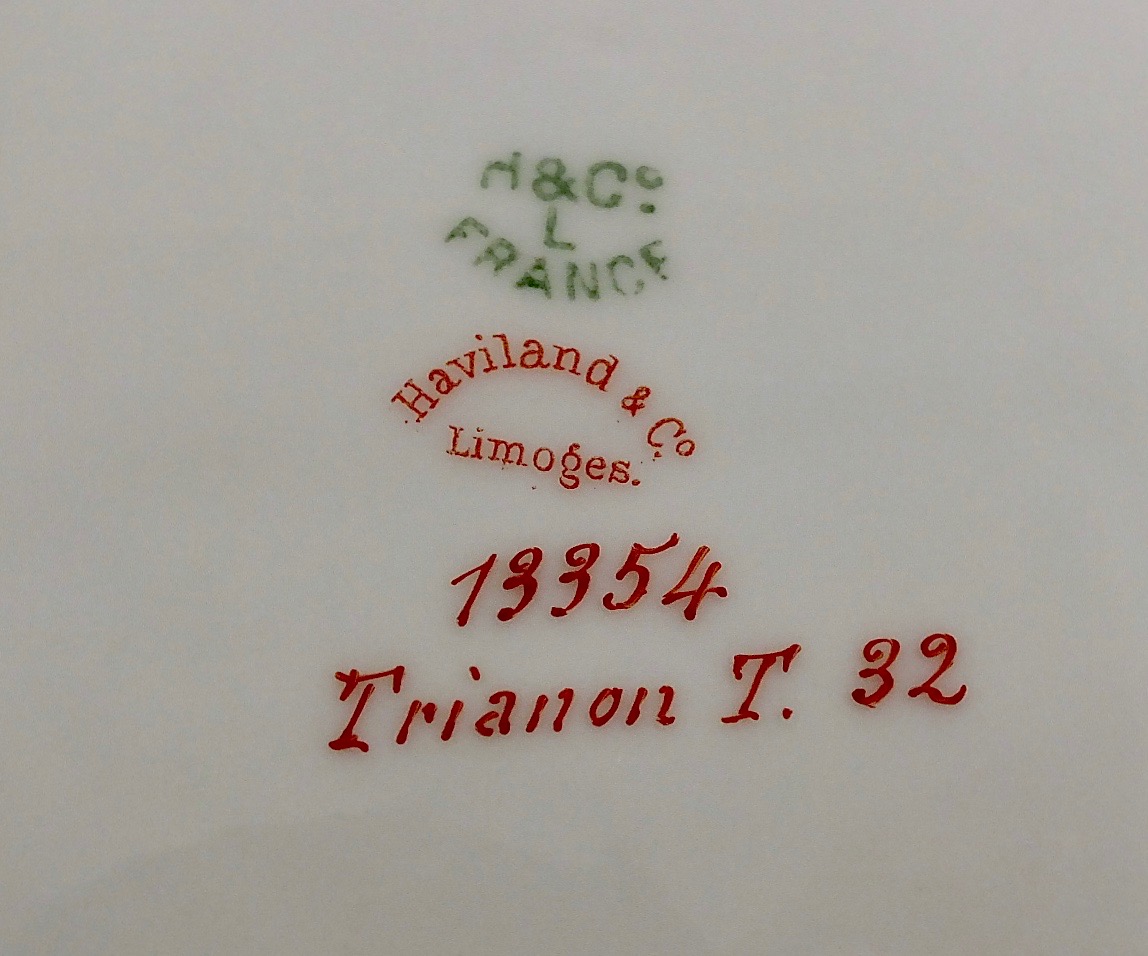 H&Co
L
FRANCE
Haviland & Co
Limoges.
13354
Trianon T. 32